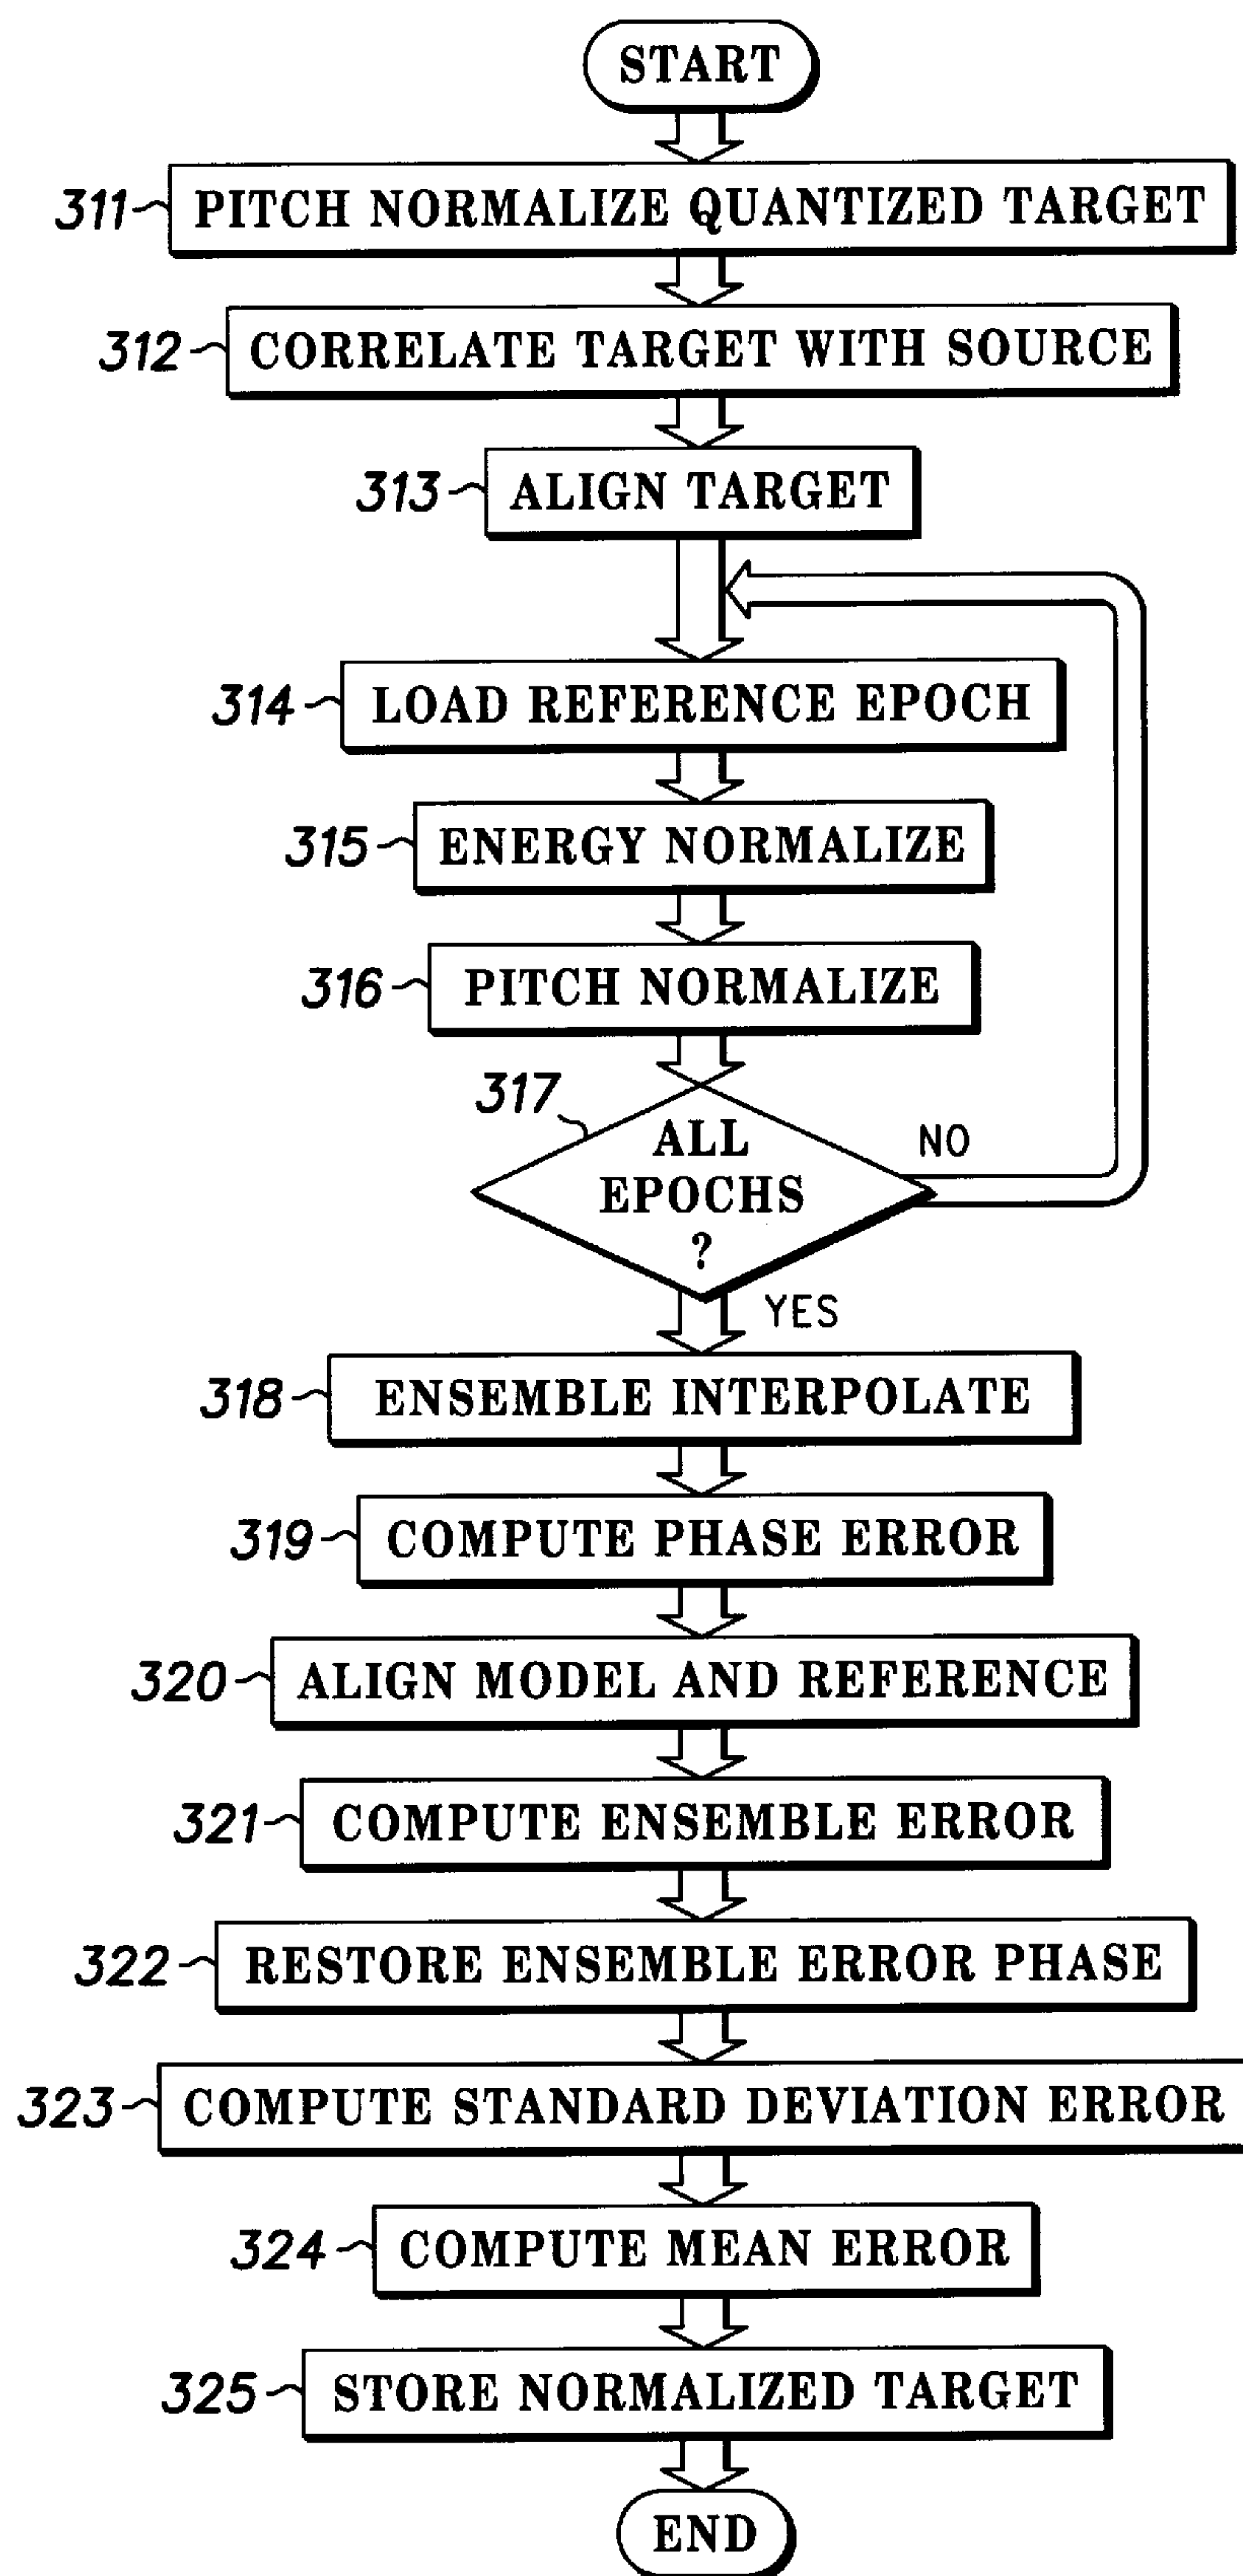 START
311 PITCH NORMALIZE QUANTIZED TARGET
312 CORRELATE TARGET WITH SOURCE
313 ALIGN TARGET
314 LOAD REFERENCE EPOCH
315 ENERGY NORMALIZE
316 PITCH NORMALIZE
317
ALL
EPOCHS
?
NO
YES
318 ENSEMBLE INTERPOLATE
319 COMPUTE PHASE ERROR
320 ALIGN MODEL AND REFERENCE
321 COMPUTE ENSEMBLE ERROR
322 RESTORE ENSEMBLE ERROR PHASE
323 COMPUTE STANDARD DEVIATION ERROR
324 COMPUTE MEAN ERROR
325 STORE NORMALIZED TARGET
END